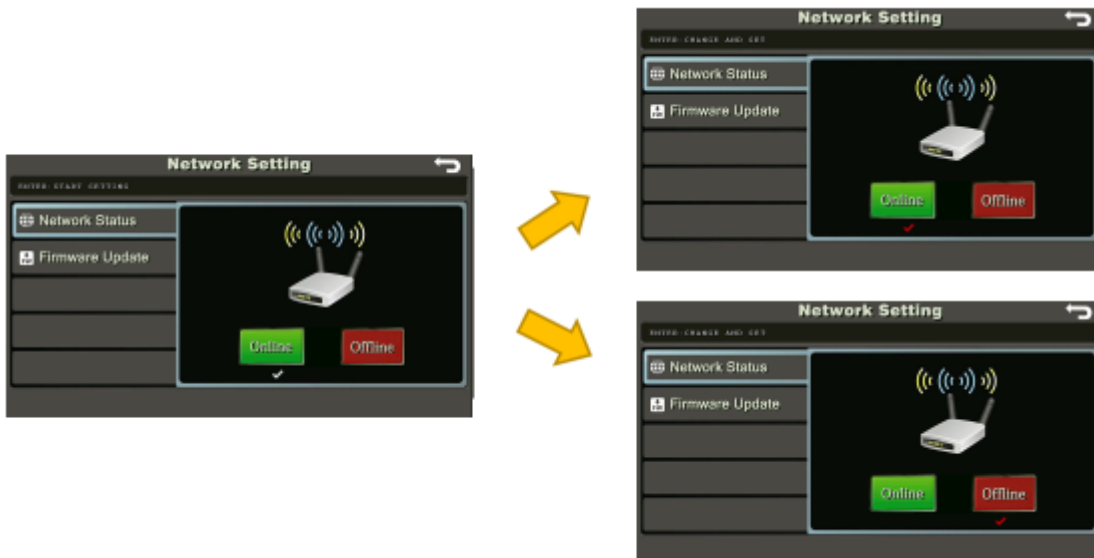 Network Setting
ENTER:START SETTING
Network Status
Firmware Update
Online Offline
Network Setting
ENTER:CHANGE AND SET
Network Status
Firmware Update
Online Offline
Network Setting
ENTER:CHANGE AND SET
Network Status
Firmware Update
Online Offline